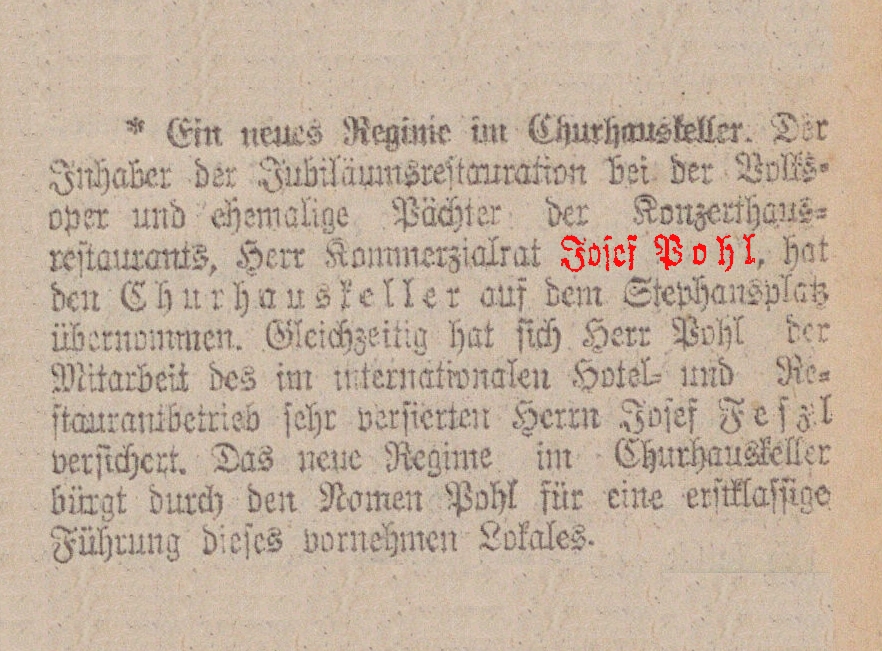 * Ein neues Regime im Churhauskeller. Der
Inhaber der Jubiläumsrestauration bei der Volks-
oper und ehemalige Pächter der Konzerthaus-
restaurants, Herr Kommerzialrat Josef Pohl, hat
den Churhauskeller auf dem Stephansplatz
übernommen. Gleichzeitig hat sich Herr Pohl der
Mitarbeit des im internationalen Hotel- und Re-
staurantbetrieb sehr versierten Herrn Josef
versichert. Das neue Regime im Churhauskeller
bürgt durch den Nomen Pohl für eine erstklassige
Führung dieses vornehmen Lokales.